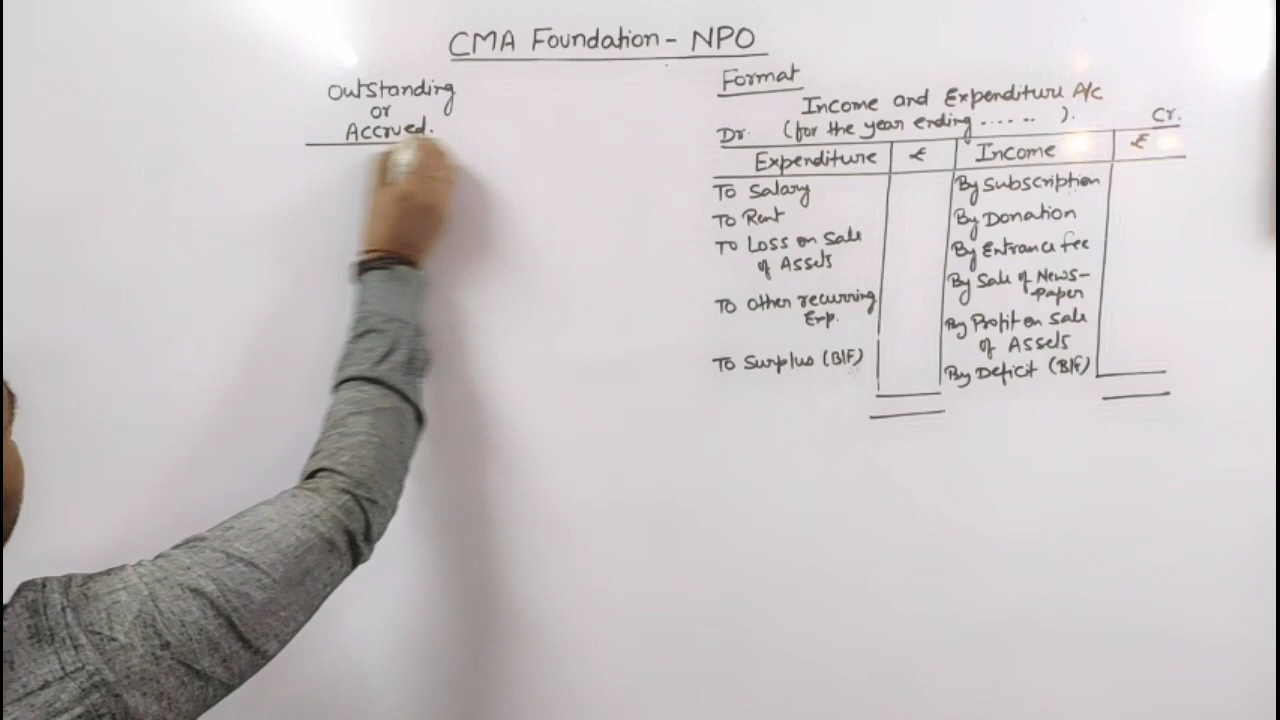 CMA Foundation - NPO
Outstanding
or
Accrued.
Format
Income and Expenditure A/c
Dr. (for the year ending ...... ). Cr.
Expenditure ₹ Income ₹
To Salary By Subscription
To Rent By Donation
To Loss on Sale By Entrance fee
of Assets By Sale of News-
To Other recurring Paper
Exp. By Profit on Sale
of Assets
To Surplus (B/F) By Deficit (B/F)